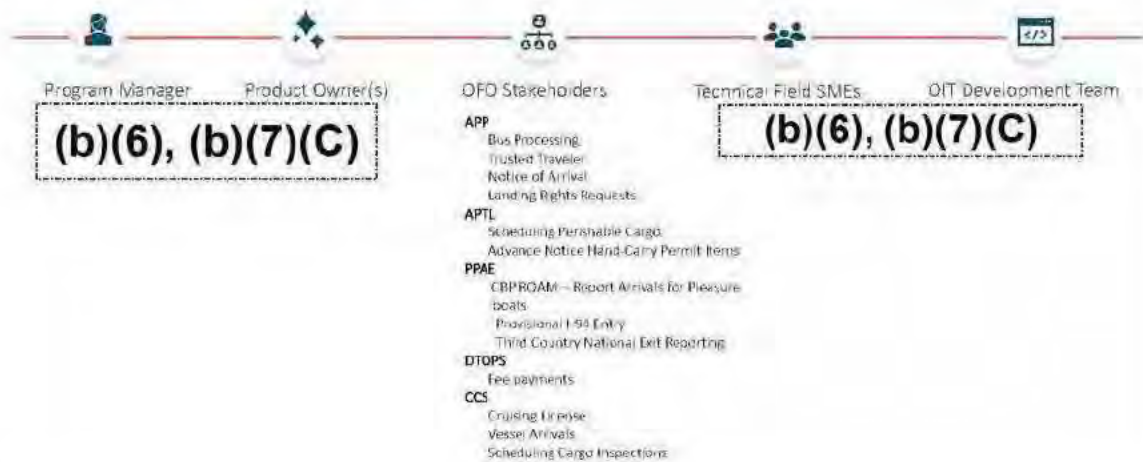 </>
Program Manager
Product Owner(s)
OFO Stakeholders
Technical Field SMEs
OIT Development Team
(b)(6), (b)(7)(C)
(b)(6), (b)(7)(C)
APP
Bus Processing
Trusted Traveler
Notice of Arrival
Landing Rights Requests
APTL
Scheduling Perishable Cargo
Advance Notice Hand-Carry Permit Items
PPAE
CBP ROAM – Report Arrivals for Pleasure
boats
Provisional I-94 Entry
Third Country National Exit Reporting
DTOPS
Fee payments
CCS
Cruising License
Vessel Arrivals
Scheduling Cargo Inspections